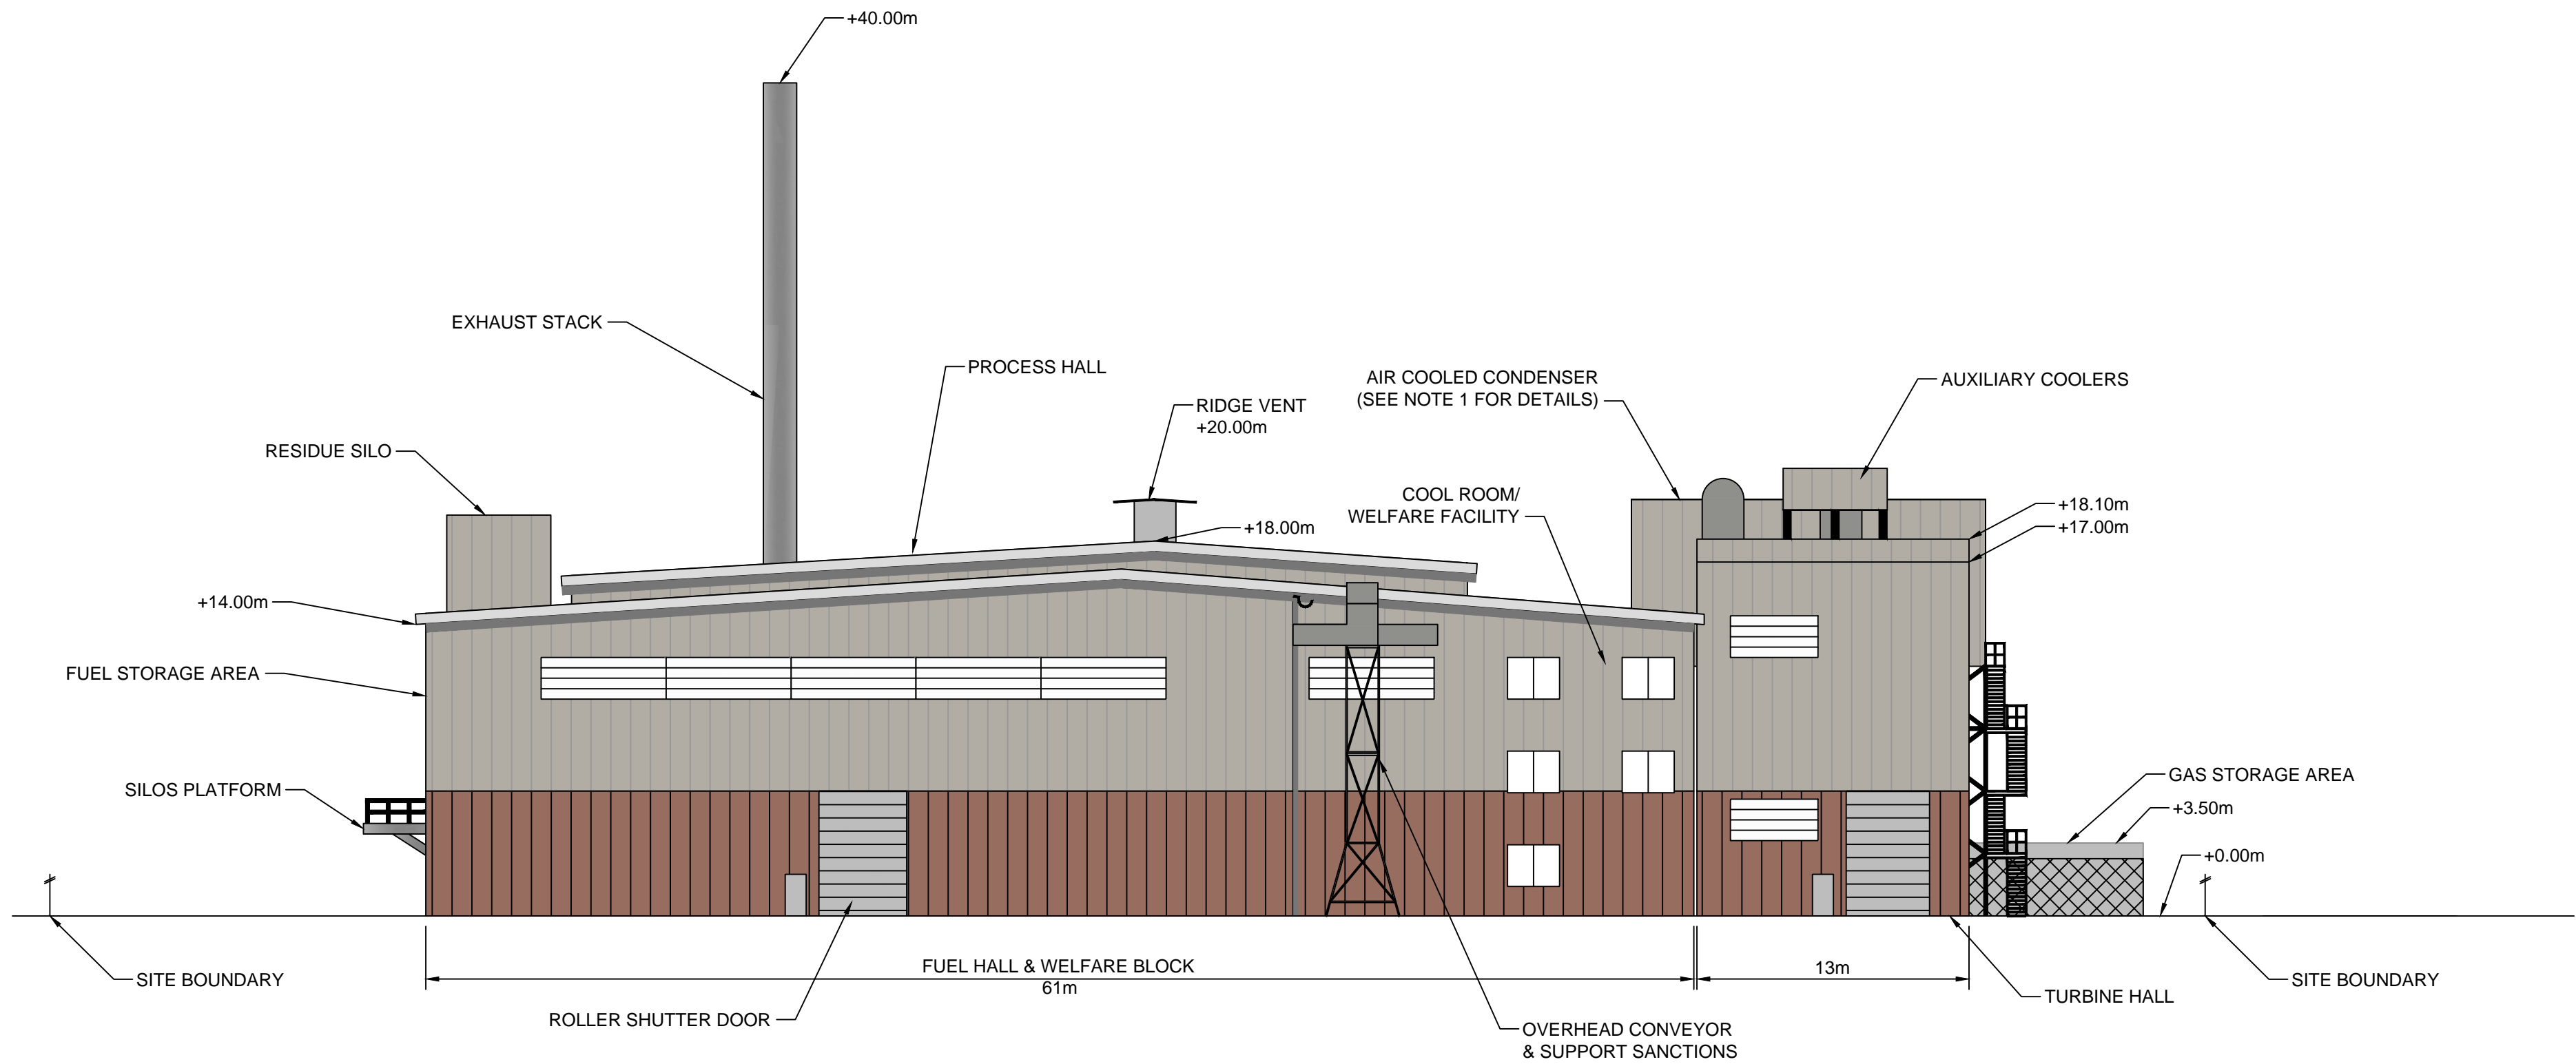 +40.00m
EXHAUST STACK
PROCESS HALL
AIR COOLED CONDENSER
(SEE NOTE 1 FOR DETAILS)
AUXILIARY COOLERS
RIDGE VENT
+20.00m
RESIDUE SILO
COOL ROOM/
WELFARE FACILITY
+18.10m
+18.00m
+17.00m
+14.00m
FUEL STORAGE AREA
GAS STORAGE AREA
SILOS PLATFORM
+3.50m
+0.00m
SITE BOUNDARY
FUEL HALL & WELFARE BLOCK
61m
13m
SITE BOUNDARY
TURBINE HALL
ROLLER SHUTTER DOOR
OVERHEAD CONVEYOR
& SUPPORT SANCTIONS